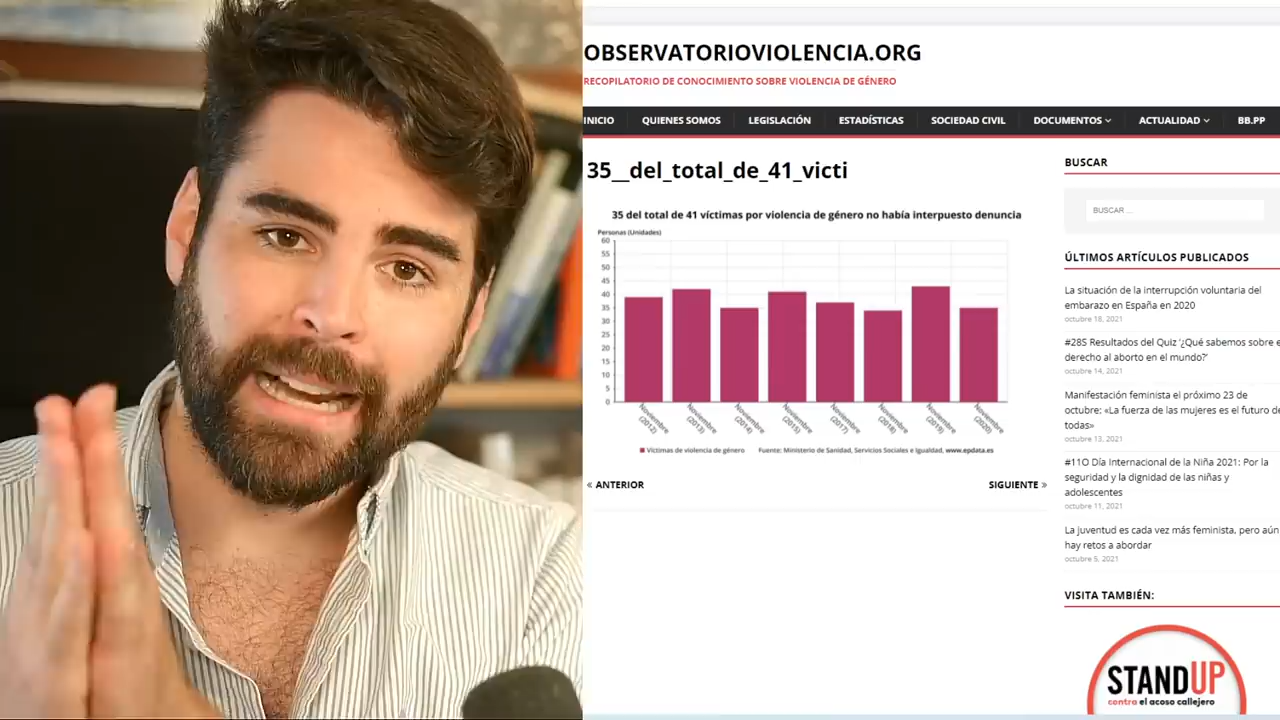 OBSERVATORIOVIOLENCIA.ORG
RECOPILATORIO DE CONOCIMIENTO SOBRE VIOLENCIA DE GÉNERO
INICIO QUIENES SOMOS LEGISLACIÓN ESTADÍSTICAS SOCIEDAD CIVIL DOCUMENTOS ACTUALIDAD BB.PP
35__del_total_de_41_victi
35 del total de 41 víctimas por violencia de género no había interpuesto denuncia
Personas (Unidades)
60
55
50
45
40
35
30
25
20
15
10
5
0
Noviembre (2012)
Noviembre (2013)
Noviembre (2014)
Noviembre (2015)
Noviembre (2017)
Noviembre (2018)
Noviembre (2019)
Noviembre (2020)
Víctimas de violencia de género Fuente: Ministerio de Sanidad, Servicios Sociales e Igualdad, www.epdata.es
« ANTERIOR SIGUIENTE »
BUSCAR
BUSCAR ...
ÚLTIMOS ARTÍCULOS PUBLICADOS
La situación de la interrupción voluntaria del
embarazo en España en 2020
octubre 18, 2021
#28S Resultados del Quiz '¿Qué sabemos sobre e
derecho al aborto en el mundo?'
octubre 14, 2021
Manifestación feminista el próximo 23 de
octubre: «La fuerza de las mujeres es el futuro d
todas»
octubre 13, 2021
#11O Día Internacional de la Niña 2021: Por la
seguridad y la dignidad de las niñas y
adolescentes
octubre 11, 2021
La juventud es cada vez más feminista, pero aún
hay retos a abordar
octubre 5, 2021
VISITA TAMBIÉN:
STANDUP
contra el acoso callejero